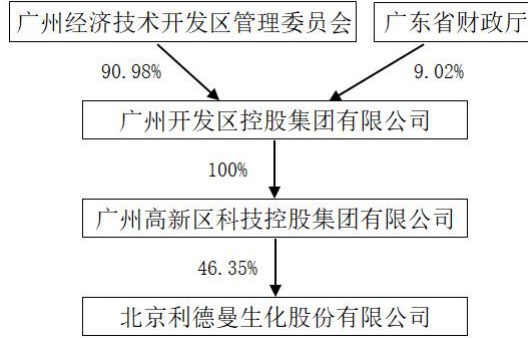 广州经济技术开发区管理委员会
广东省财政厅
90.98%
9.02%
广州开发区控股集团有限公司
100%
广州高新区科技控股集团有限公司
46.35%
北京利德曼生化股份有限公司